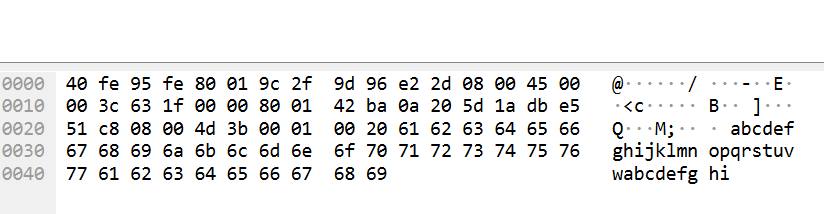 0000 40 fe 95 fe 80 01 9c 2f 9d 96 e2 2d 08 00 45 00 @······/ ···-··E·
0010 00 3c 63 1f 00 00 80 01 42 ba 0a 20 5d 1a db e5 ·<c····· B·· ]···
0020 51 c8 08 00 4d 3b 00 01 00 20 61 62 63 64 65 66 Q···M;·· · abcdef
0030 67 68 69 6a 6b 6c 6d 6e 6f 70 71 72 73 74 75 76 ghijklmn opqrstuv
0040 77 61 62 63 64 65 66 67 68 69 wabcdefg hi